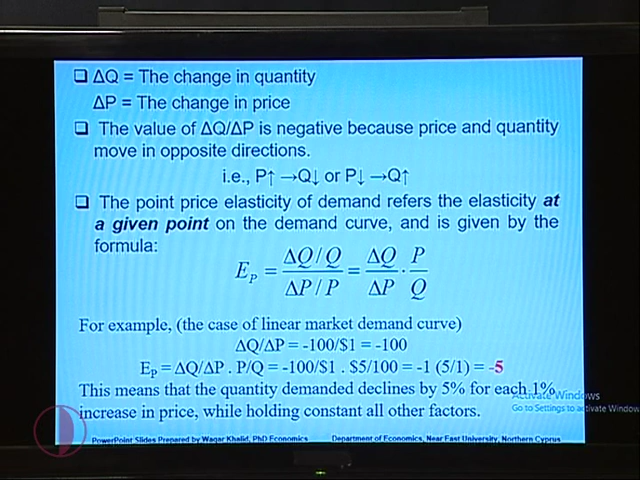 ❑ ΔQ = The change in quantity
ΔP = The change in price
❑ The value of ΔQ/ΔP is negative because price and quantity
move in opposite directions.
i.e., P↑ →Q↓ or P↓ →Q↑
❑ The point price elasticity of demand refers the elasticity at
a given point on the demand curve, and is given by the
formula:
E_P = (ΔQ / Q) / (ΔP / P) = ΔQ/ΔP · P/Q
For example, (the case of linear market demand curve)
ΔQ/ΔP = -100/$1 = -100
E_P = ΔQ/ΔP . P/Q = -100/$1 . $5/100 = -1 (5/1) = -5
This means that the quantity demanded declines by 5% for each 1%
increase in price, while holding constant all other factors.
Activate Windows
Go to Settings to activate Window
PowerPoint Slides Prepared by Waqar Khalid, PhD Economics Department of Economics, Near East University, Northern Cyprus